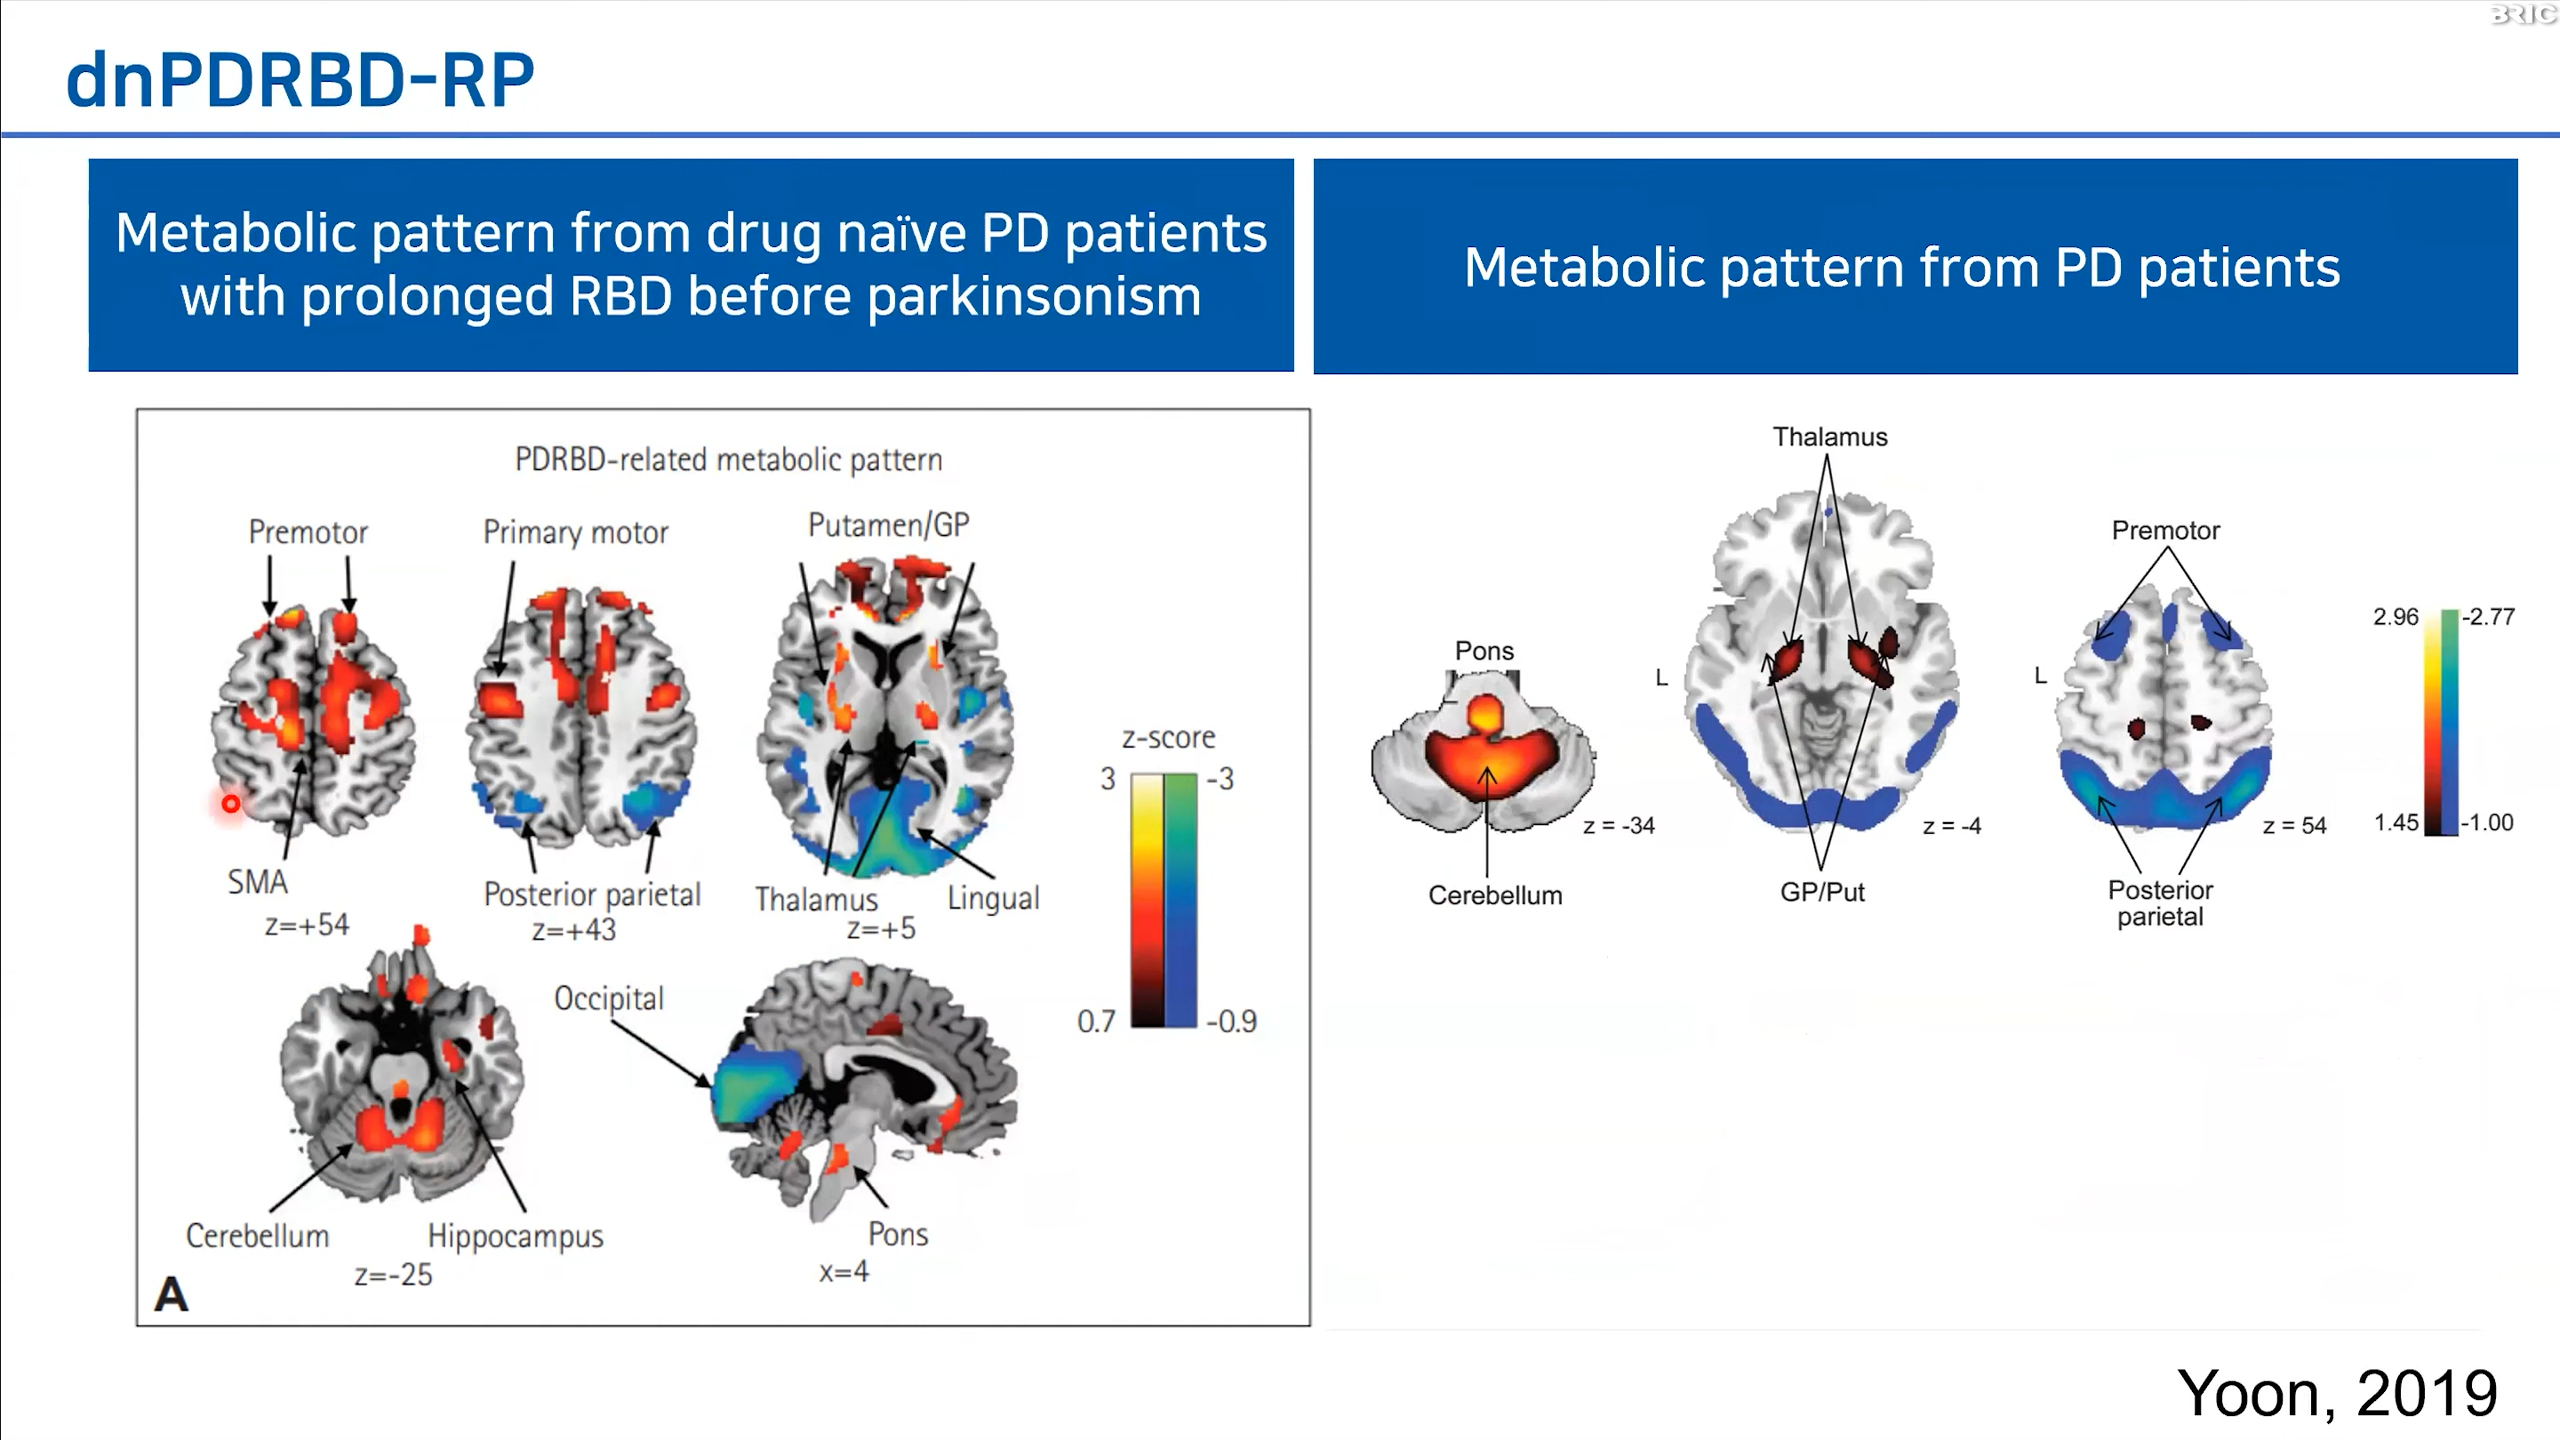 BRIC
dnPDRBD-RP
Metabolic pattern from drug naïve PD patients
with prolonged RBD before parkinsonism
Metabolic pattern from PD patients
PDRBD-related metabolic pattern
Premotor
Primary motor
Putamen/GP
SMA
z=+54
Posterior parietal
z=+43
Thalamus
Lingual
z=+5
z-score
3
-3
0.7
-0.9
Occipital
Cerebellum
Hippocampus
z=-25
Pons
x=4
A
Thalamus
Pons
Cerebellum
z = -34
L
GP/Put
z = -4
Premotor
L
Posterior
parietal
z = 54
2.96
-2.77
1.45
-1.00
Yoon, 2019